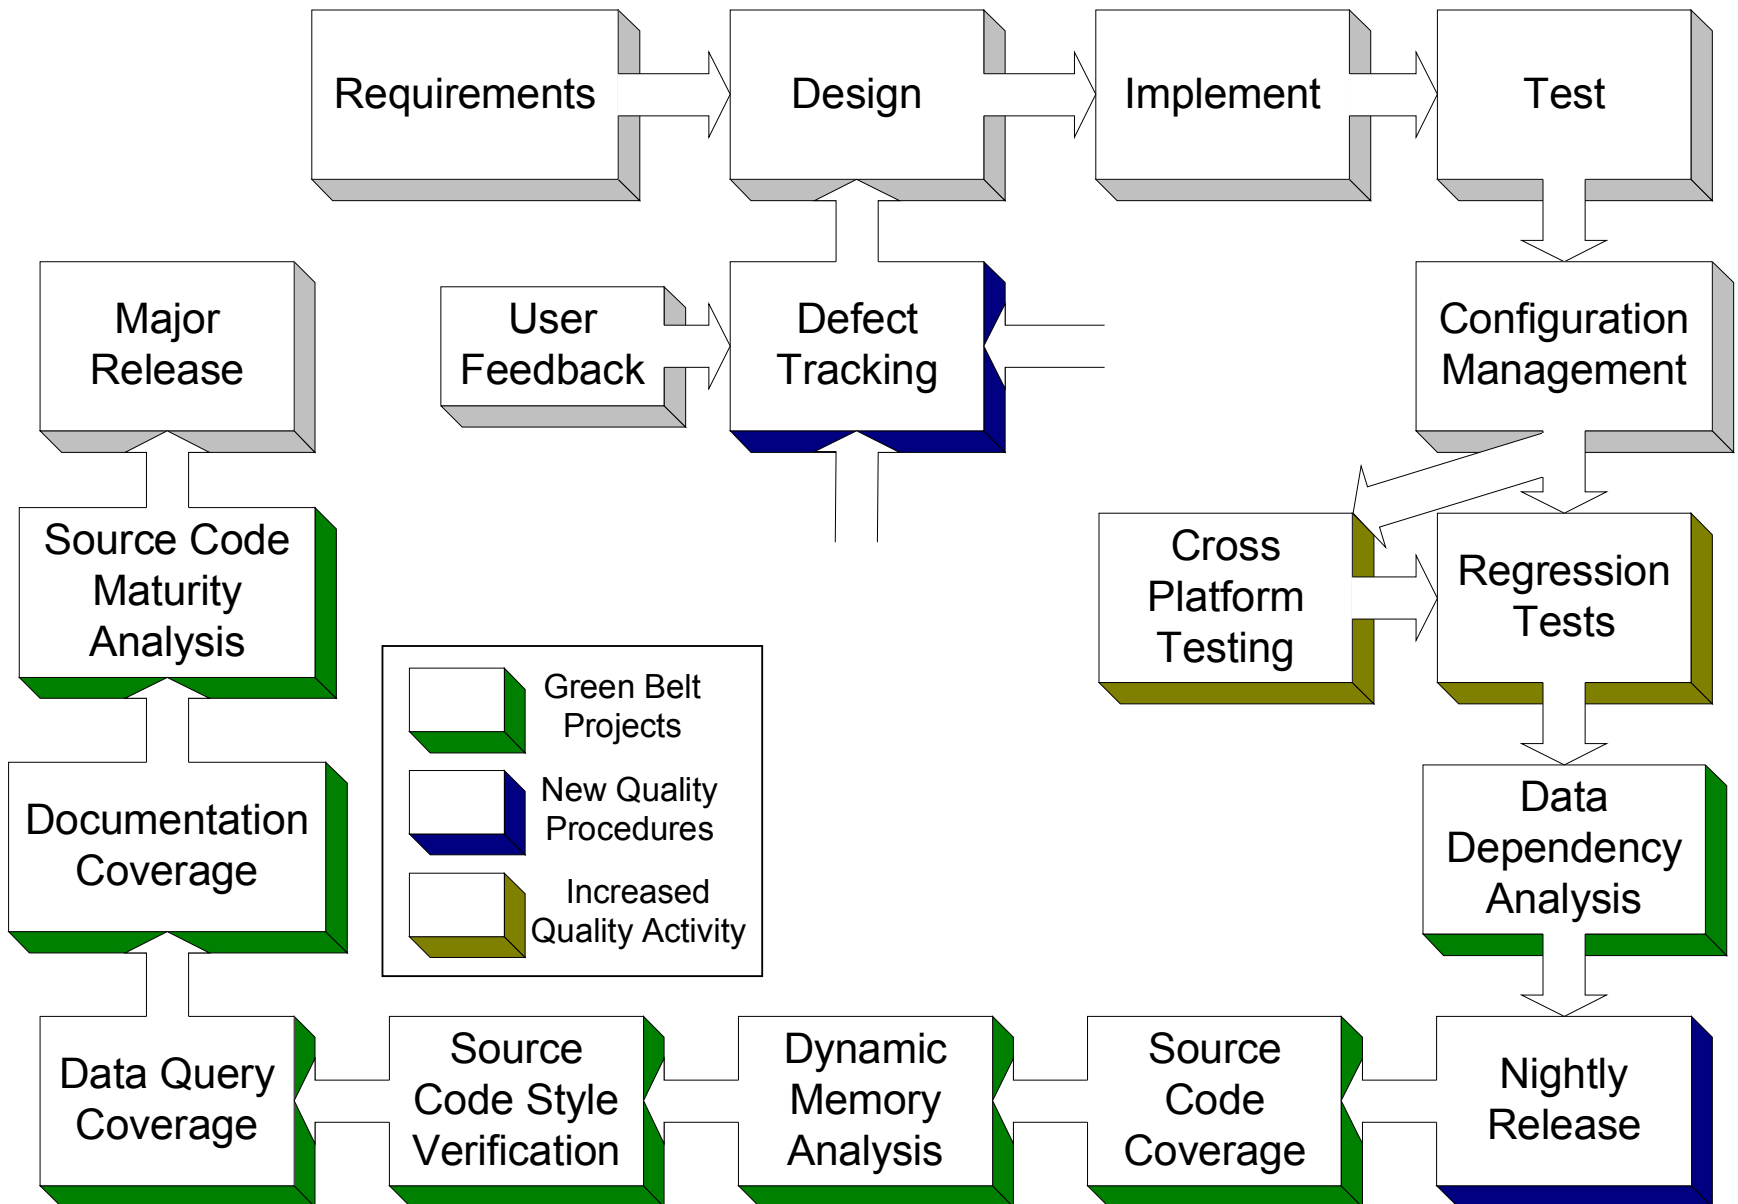 Requirements
Design
Implement
Test
Major
Release
User
Feedback
Defect
Tracking
Configuration
Management
Source Code
Maturity
Analysis
Cross
Platform
Testing
Regression
Tests
Green Belt
Projects
New Quality
Procedures
Increased
Quality Activity
Documentation
Coverage
Data
Dependency
Analysis
Data Query
Coverage
Source
Code Style
Verification
Dynamic
Memory
Analysis
Source
Code
Coverage
Nightly
Release